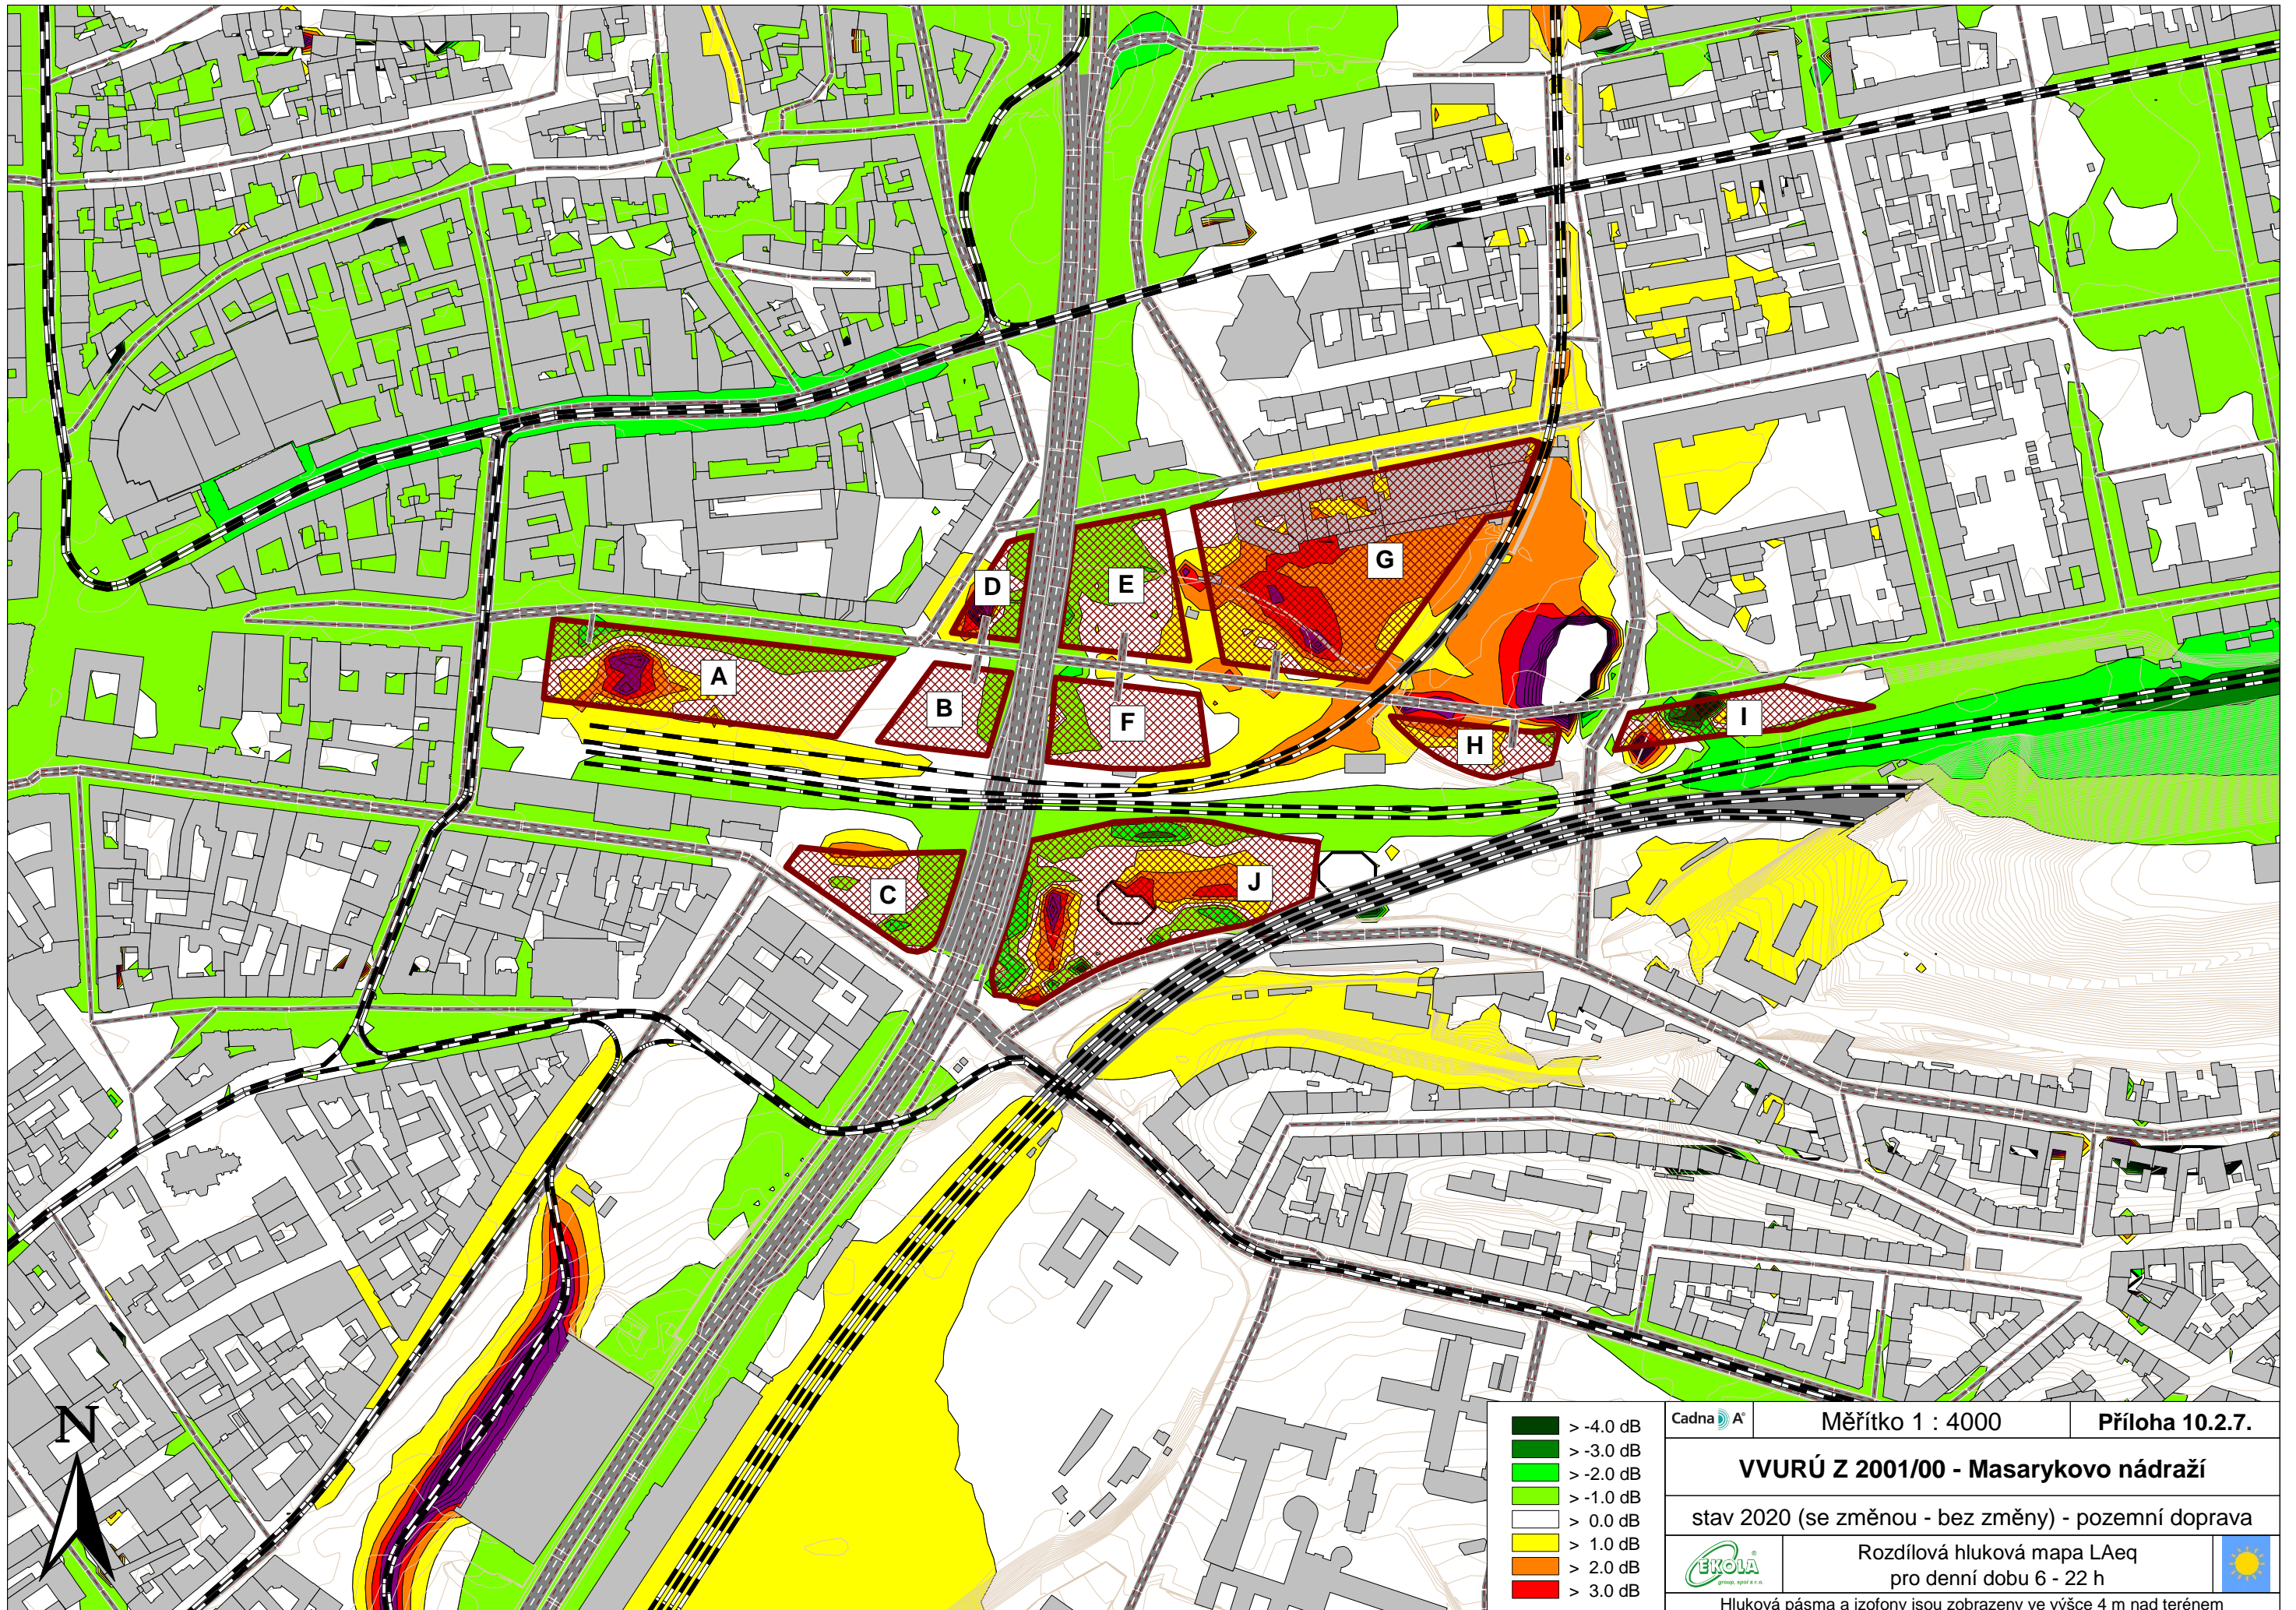 D
E
G
A
B
F
I
H
C
J
N
> -4.0 dB
> -3.0 dB
> -2.0 dB
> -1.0 dB
> 0.0 dB
> 1.0 dB
> 2.0 dB
> 3.0 dB
Cadna A®
Měřítko 1 : 4000
Příloha 10.2.7.
VVURÚ Z 2001/00 - Masarykovo nádraží
stav 2020 (se změnou - bez změny) - pozemní doprava
EKOLA ®
group, spol s r.o.
Rozdílová hluková mapa LAeq
pro denní dobu 6 - 22 h
Hluková pásma a izofony jsou zobrazeny ve výšce 4 m nad terénem